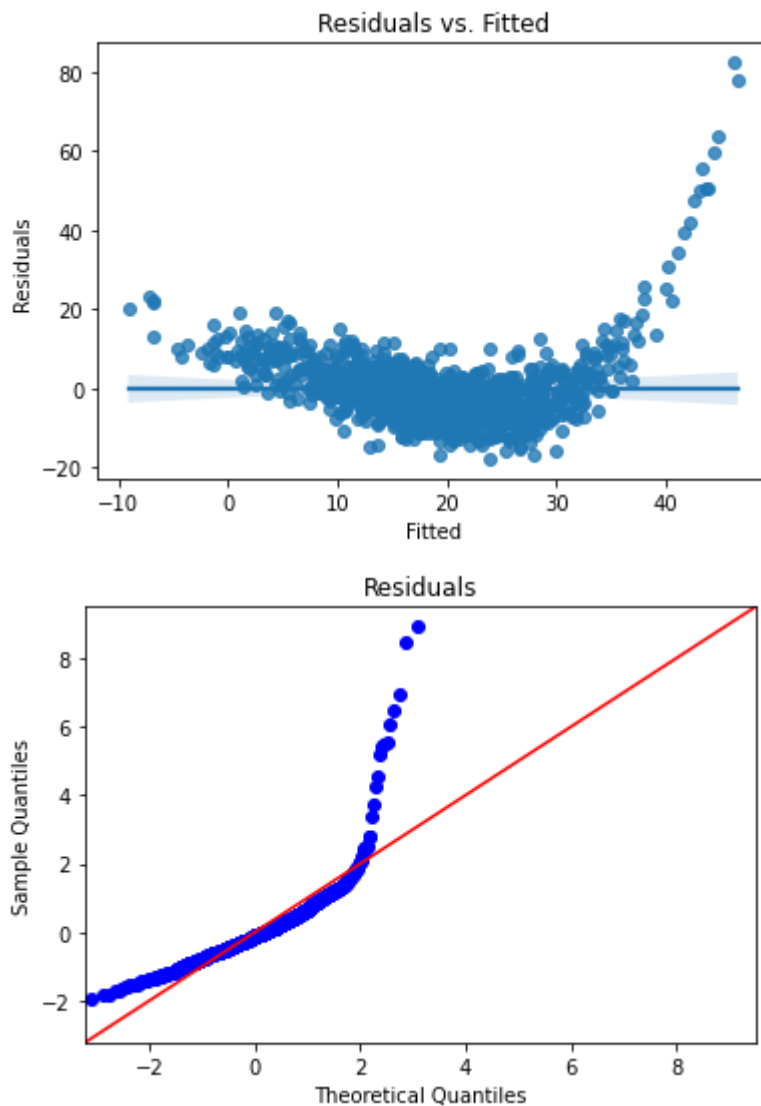 Residuals vs. Fitted
80
60
40
20
0
−20
Residuals
−10 0 10 20 30 40
Fitted
Residuals
8
6
4
2
0
−2
Sample Quantiles
−2 0 2 4 6 8
Theoretical Quantiles